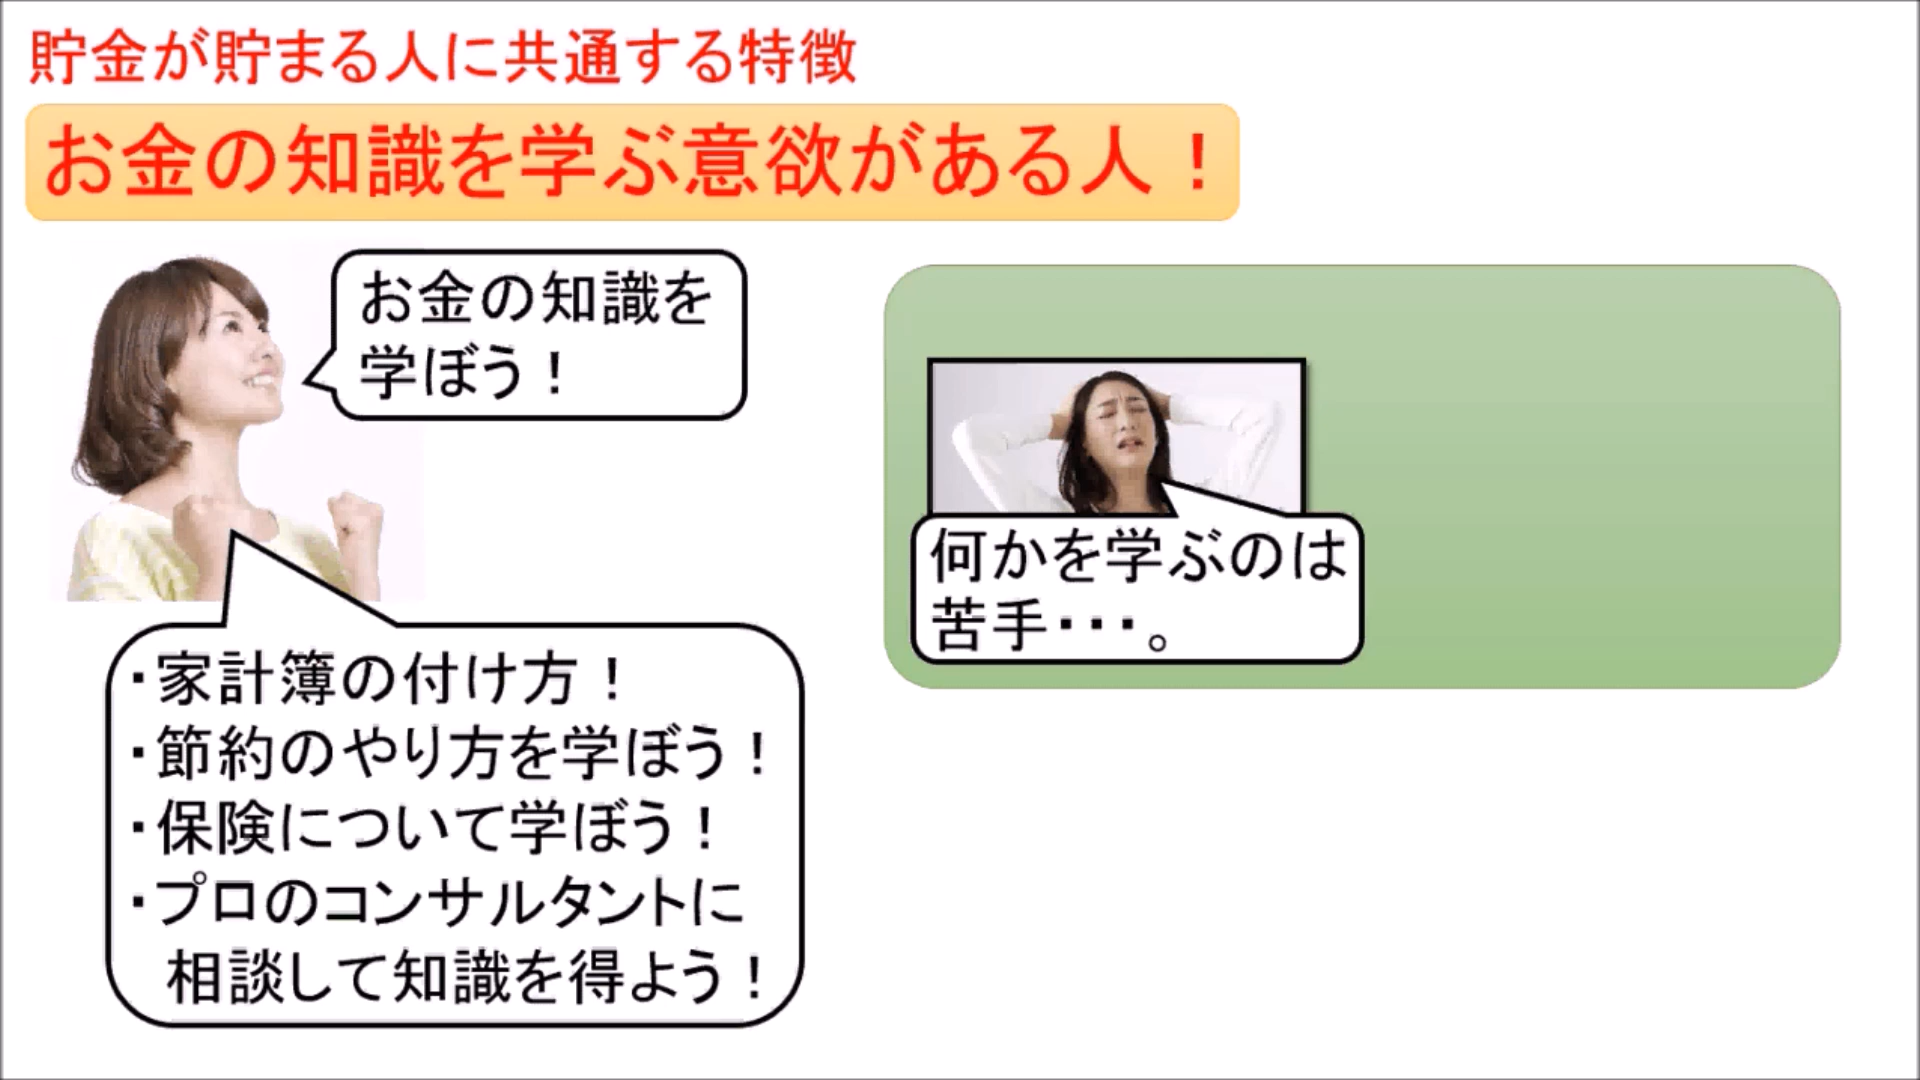 貯金が貯まる人に共通する特徴
お金の知識を学ぶ意欲がある人！
お金の知識を
学ぼう！
・家計簿の付け方！
・節約のやり方を学ぼう！
・保険について学ぼう！
・プロのコンサルタントに
相談して知識を得よう！
何かを学ぶのは
苦手・・・。